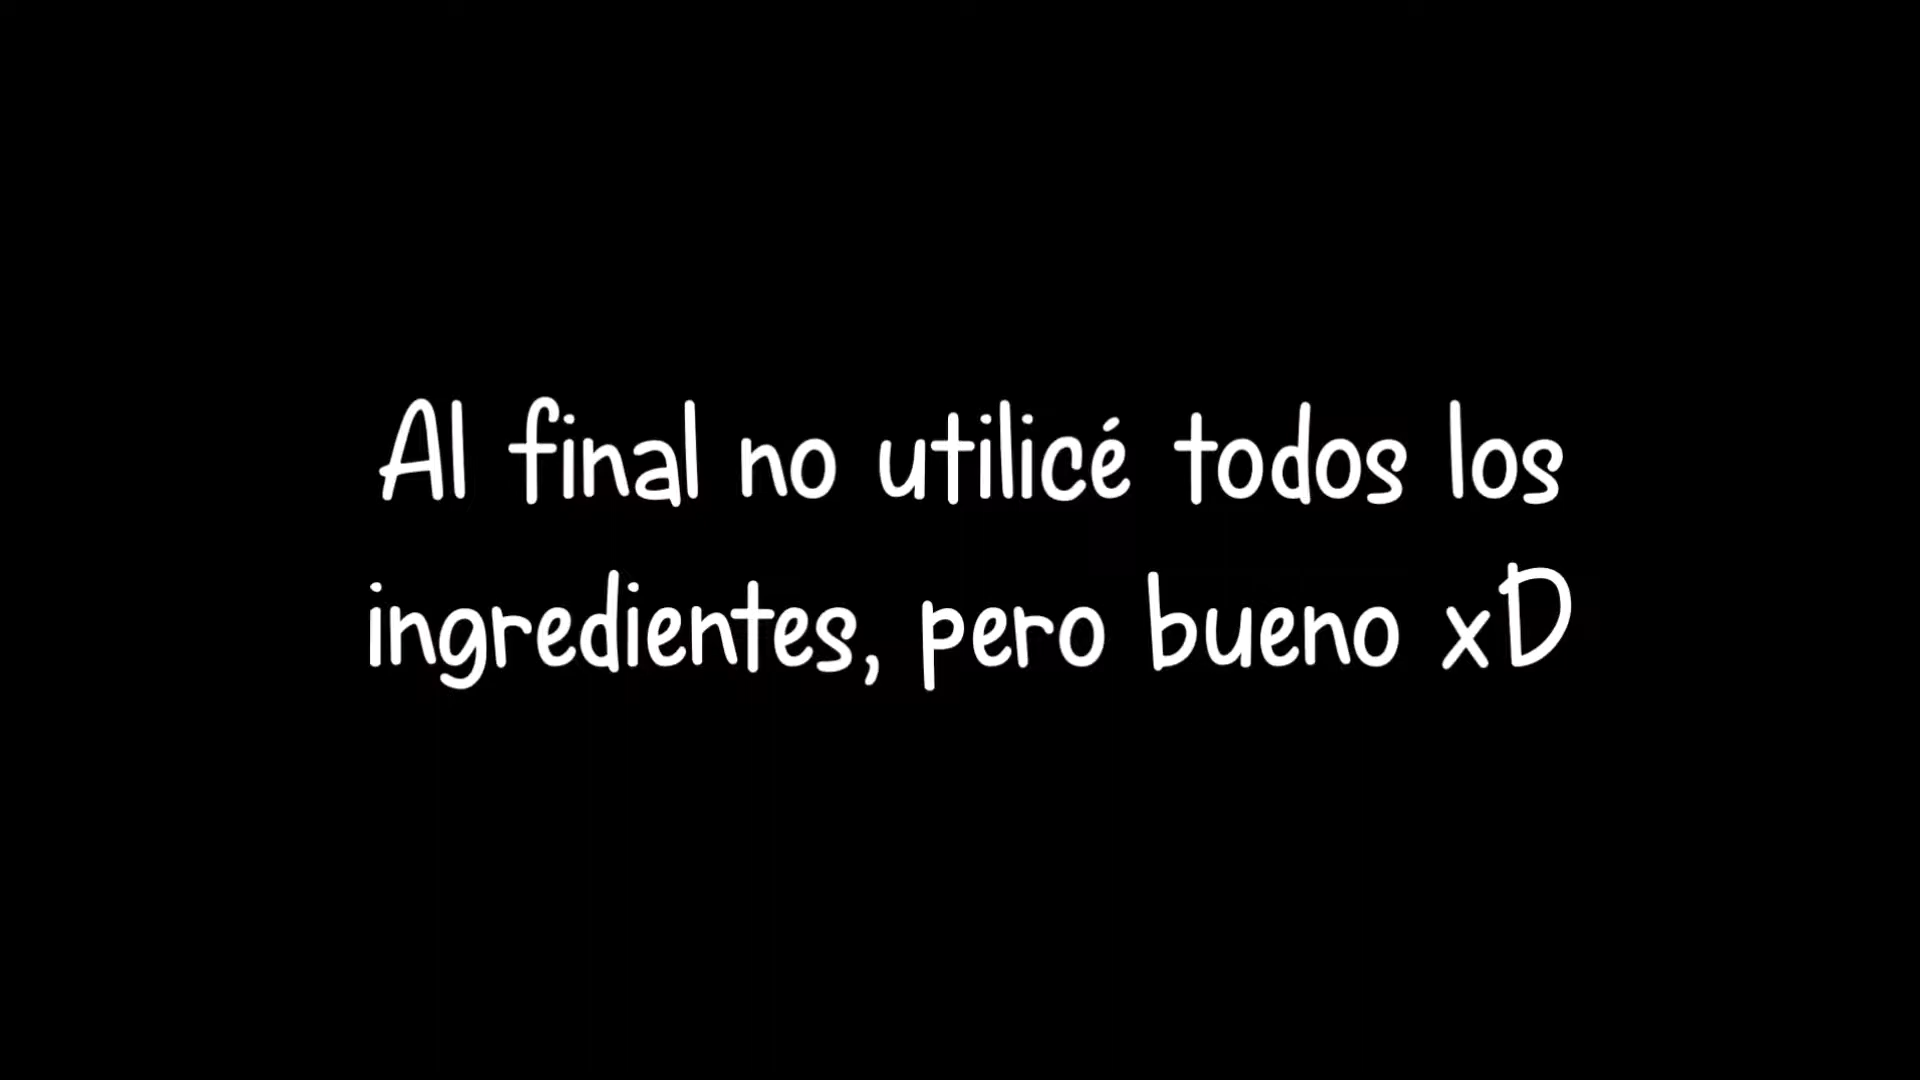 Al final no utilicé todos los
ingredientes, pero bueno xD